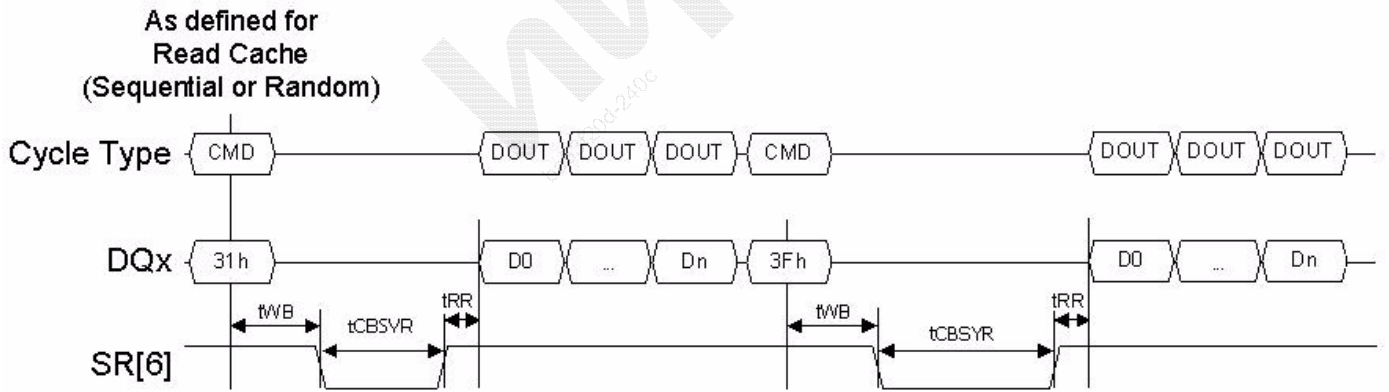 As defined for
Read Cache
(Sequential or Random)
Cycle Type CMD DOUT DOUT DOUT CMD DOUT DOUT DOUT
DQx 31h D0 ... Dn 3Fh D0 ... Dn
tWB tCBSYR tRR tWB tCBSYR tRR
SR[6]